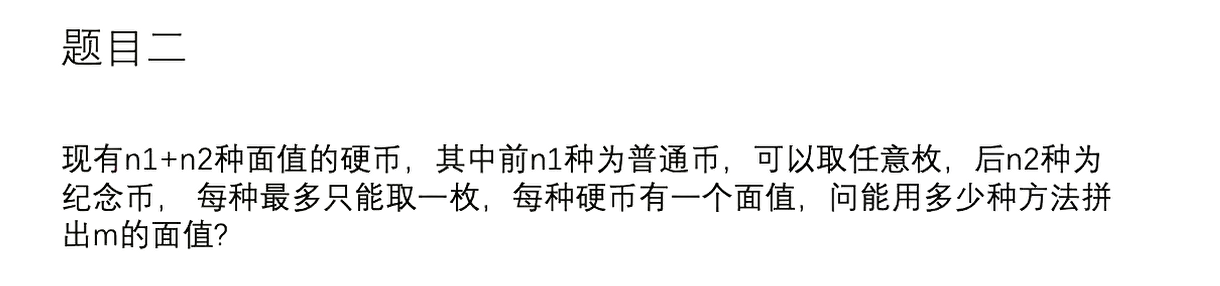 题目二
现有n1+n2种面值的硬币，其中前n1种为普通币，可以取任意枚，后n2种为
纪念币， 每种最多只能取一枚，每种硬币有一个面值，问能用多少种方法拼
出m的面值?